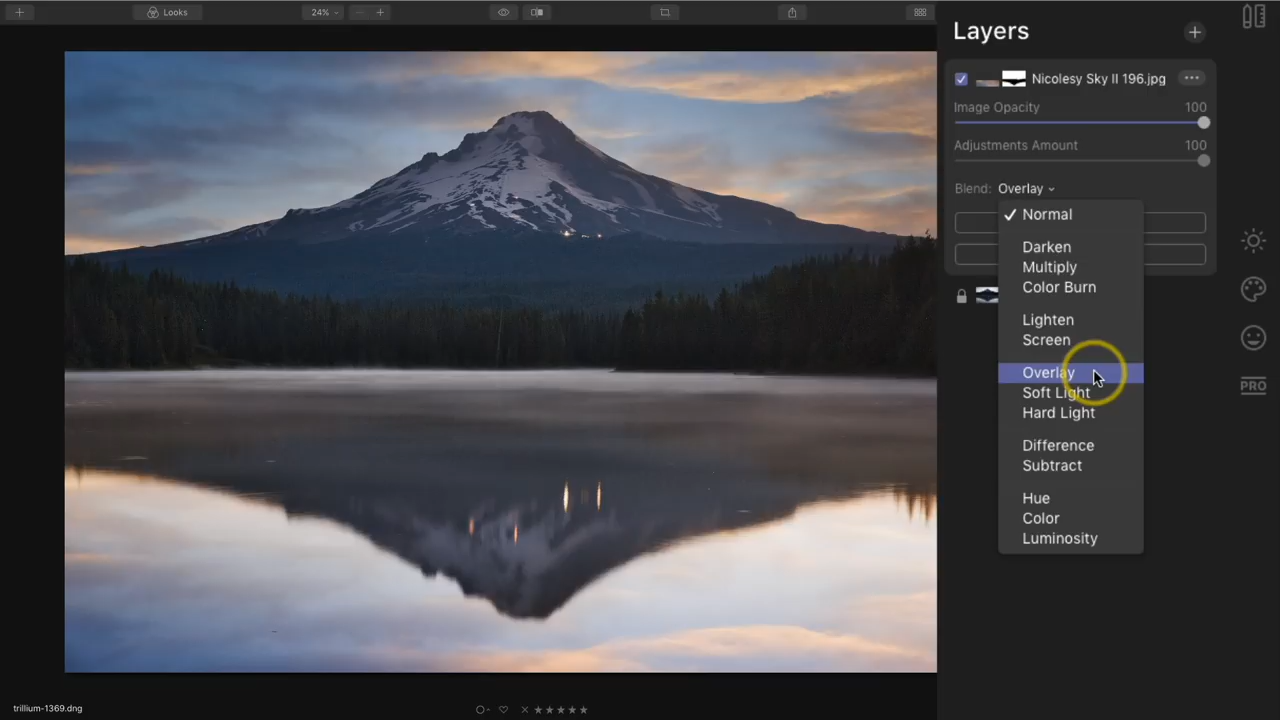 Looks
24%
Layers
Nicolesy Sky II 196.jpg
Image Opacity 100
Adjustments Amount 100
Blend: Overlay
Normal
Darken
Multiply
Color Burn
Lighten
Screen
Overlay
Soft Light
Hard Light
Difference
Subtract
Hue
Color
Luminosity
PRO
trillium-1369.dng